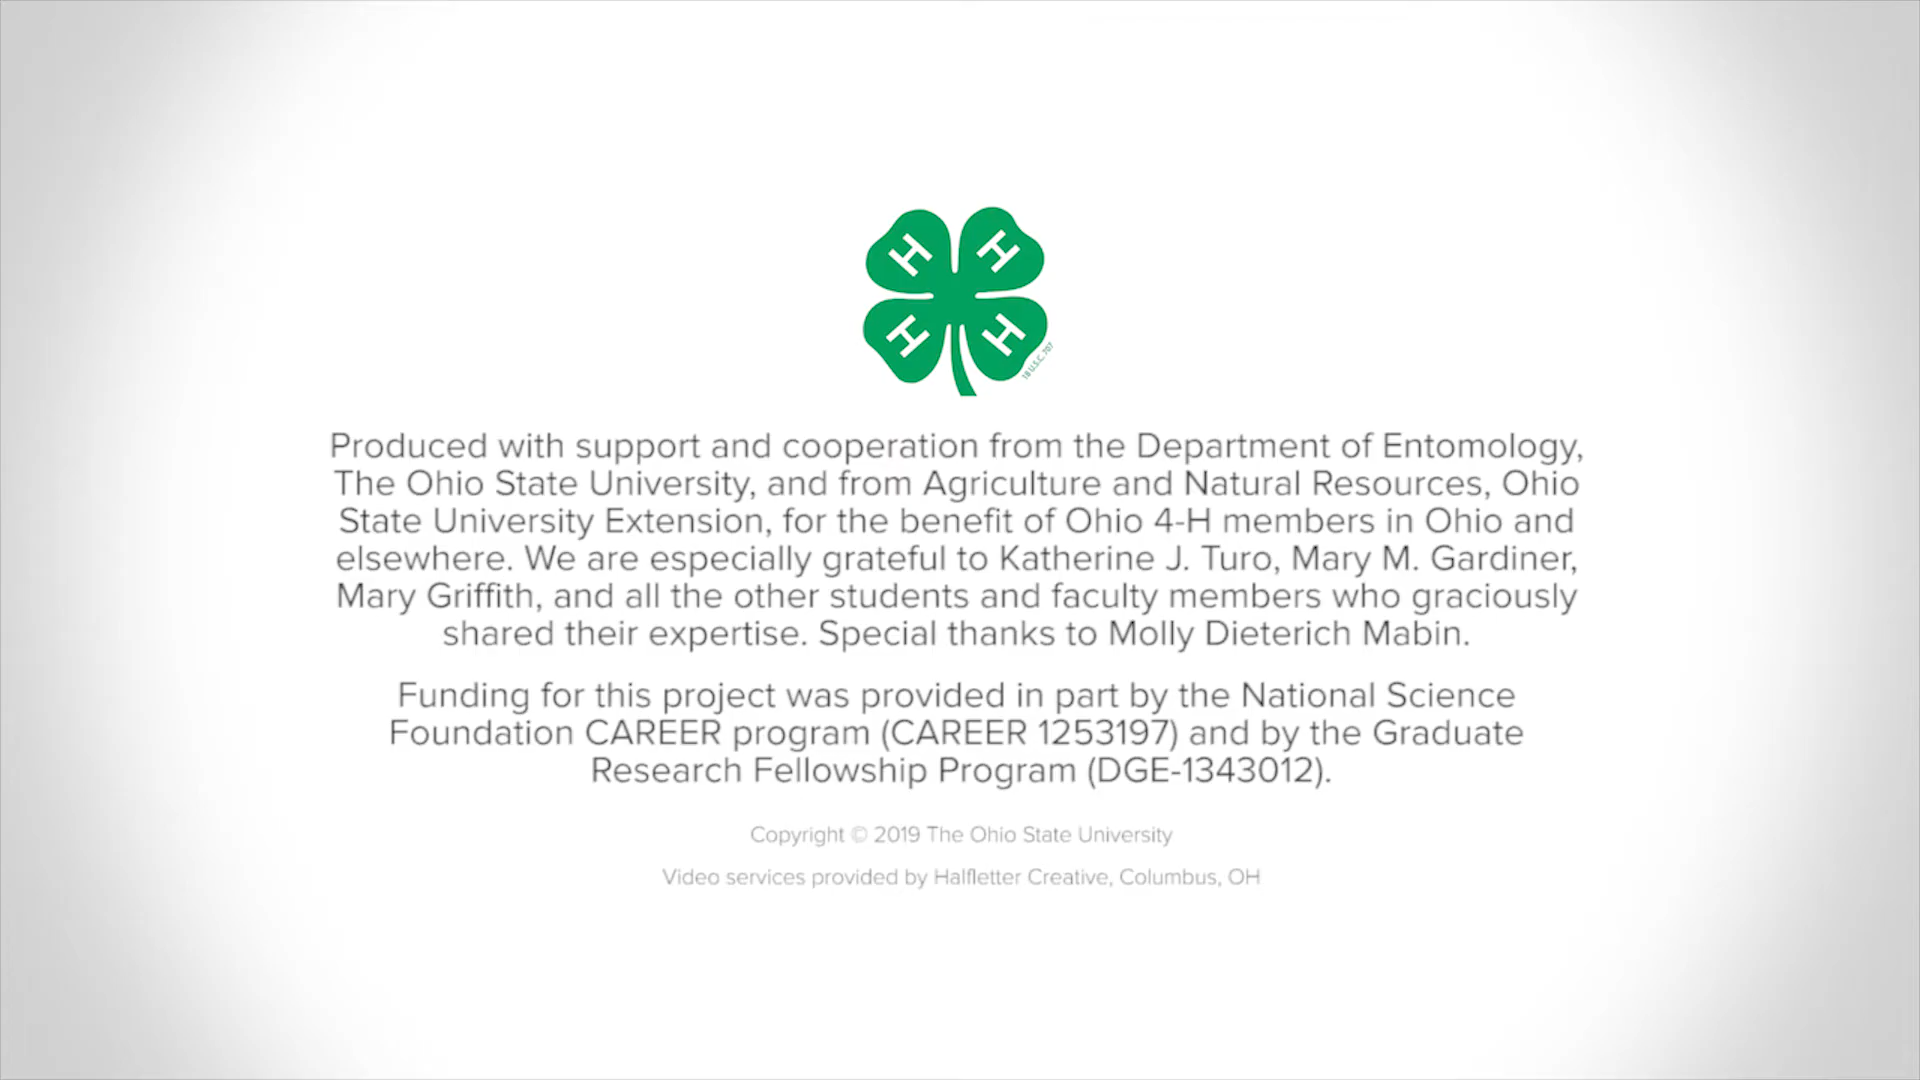 H H
H H
18 U.S.C. 707
Produced with support and cooperation from the Department of Entomology,
The Ohio State University, and from Agriculture and Natural Resources, Ohio
State University Extension, for the benefit of Ohio 4-H members in Ohio and
elsewhere. We are especially grateful to Katherine J. Turo, Mary M. Gardiner,
Mary Griffith, and all the other students and faculty members who graciously
shared their expertise. Special thanks to Molly Dieterich Mabin.
Funding for this project was provided in part by the National Science
Foundation CAREER program (CAREER 1253197) and by the Graduate
Research Fellowship Program (DGE-1343012).
Copyright © 2019 The Ohio State University
Video services provided by Halfletter Creative, Columbus, OH